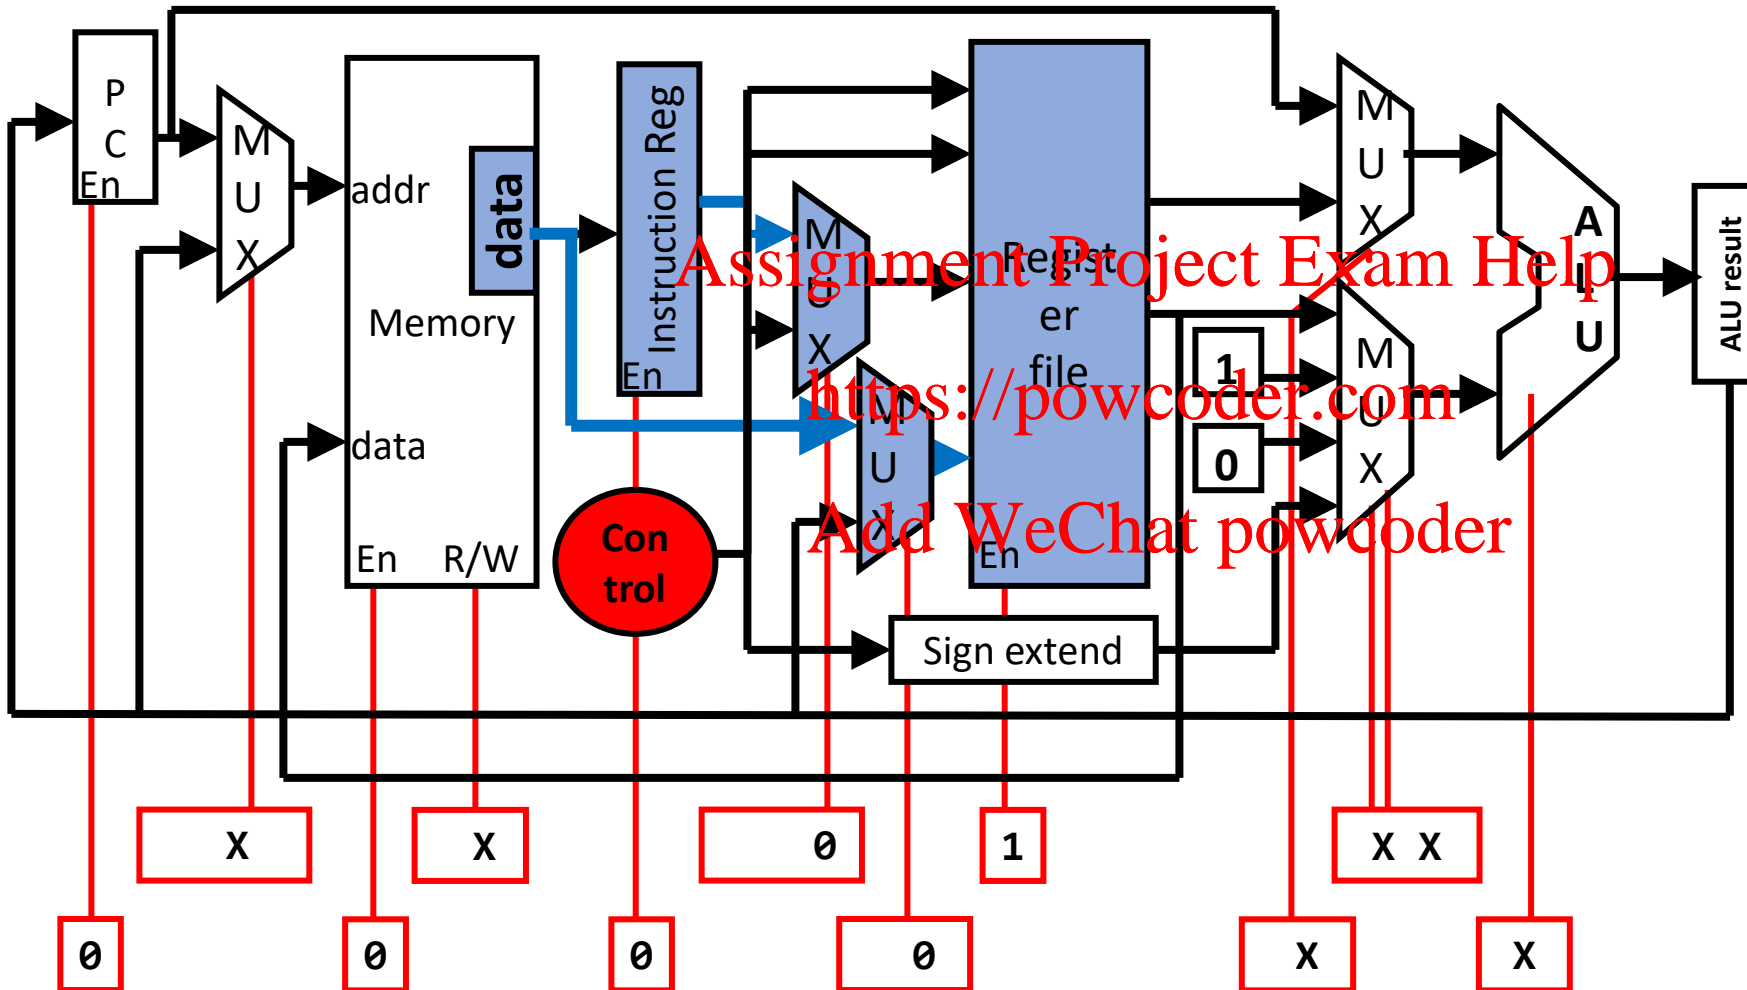 P
C
En
M
U
X
addr
data
Memory
data
En R/W
Instruction Reg
En
Con
trol
M
U
X
M
U
X
Regist
er
file
En
Sign extend
1
0
M
U
X
M
U
X
A
L
U
ALU result
Assignment Project Exam Help
https://powcoder.com
Add WeChat powcoder
X X 0 1 X X
0 0 0 0 X X